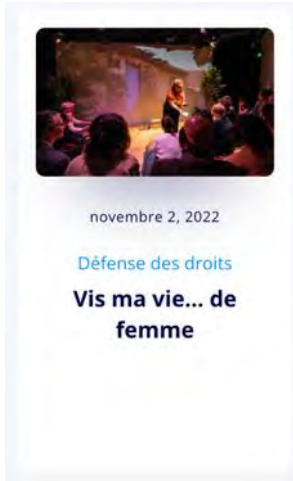 novembre 2, 2022
Défense des droits
Vis ma vie... de
femme